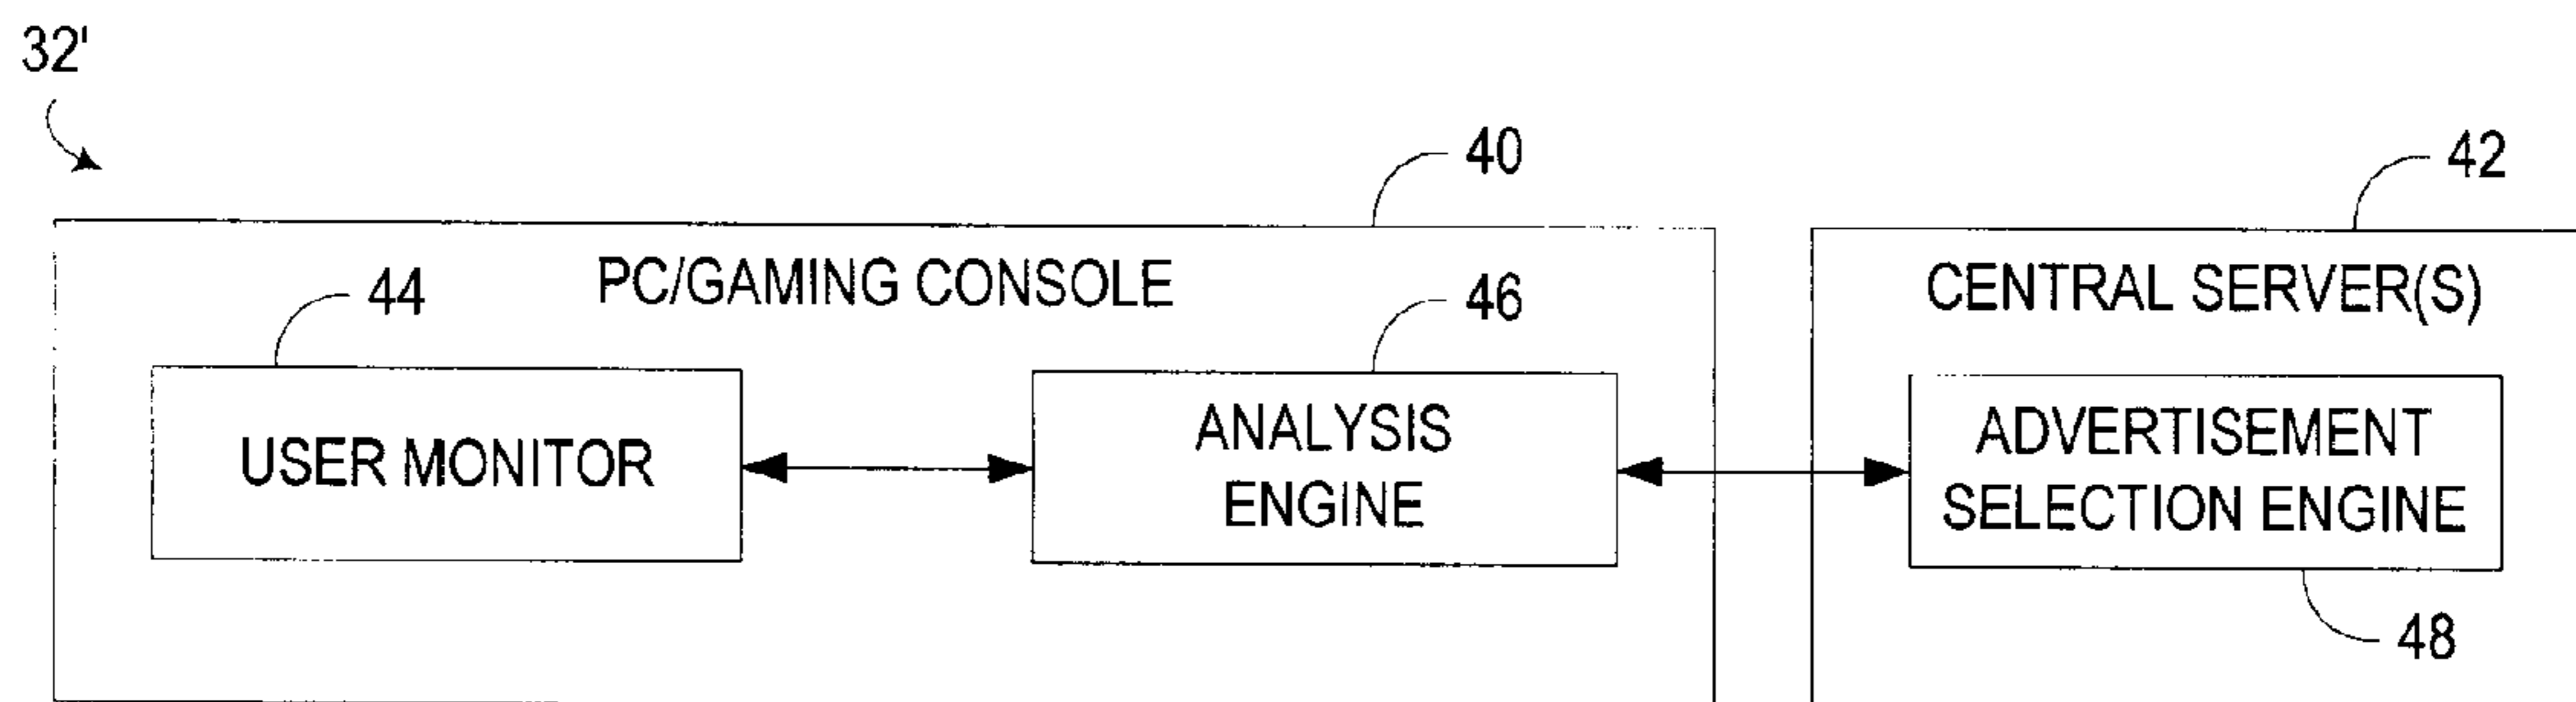 32'
40
42
PC/GAMING CONSOLE
CENTRAL SERVER(S)
44
46
USER MONITOR
ANALYSIS
ENGINE
ADVERTISEMENT
SELECTION ENGINE
48